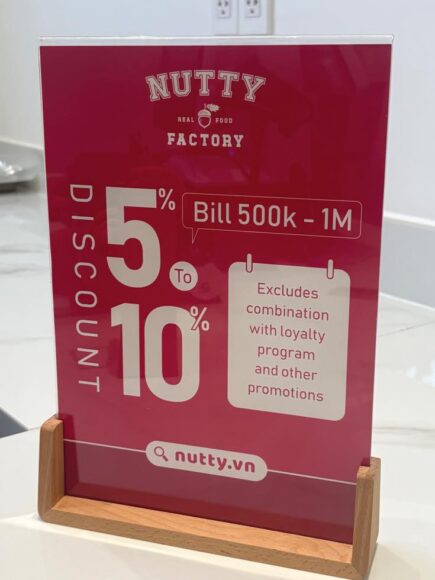 NUTTY
REAL FOOD
FACTORY
DISCOUNT
5%
To
10%
Bill 500k - 1M
Excludes
combination
with loyalty
program
and other
promotions
nutty.vn